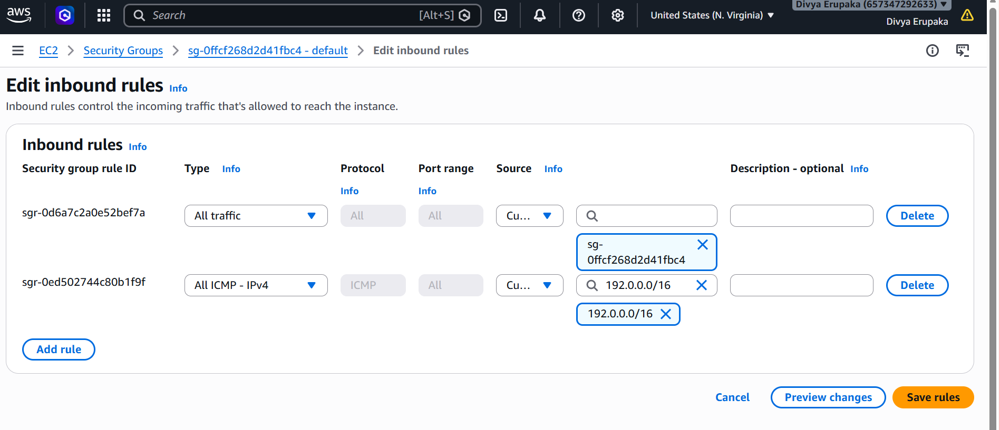 aws
Search [Alt+S]
United States (N. Virginia)
Divya Erupaka (657347292633)
Divya Erupaka
EC2 > Security Groups > sg-0ffcf268d2d41fbc4 - default > Edit inbound rules
Edit inbound rules Info
Inbound rules control the incoming traffic that's allowed to reach the instance.
Inbound rules Info
Security group rule ID Type Info Protocol Info Port range Info Source Info Description - optional Info
sgr-0d6a7c2a0e52bef7a All traffic All All Cu... Delete
sg-
0ffcf268d2d41fbc4
sgr-0ed502744c80b1f9f All ICMP - IPv4 ICMP All Cu... 192.0.0.0/16 Delete
192.0.0.0/16
Add rule
Cancel Preview changes Save rules